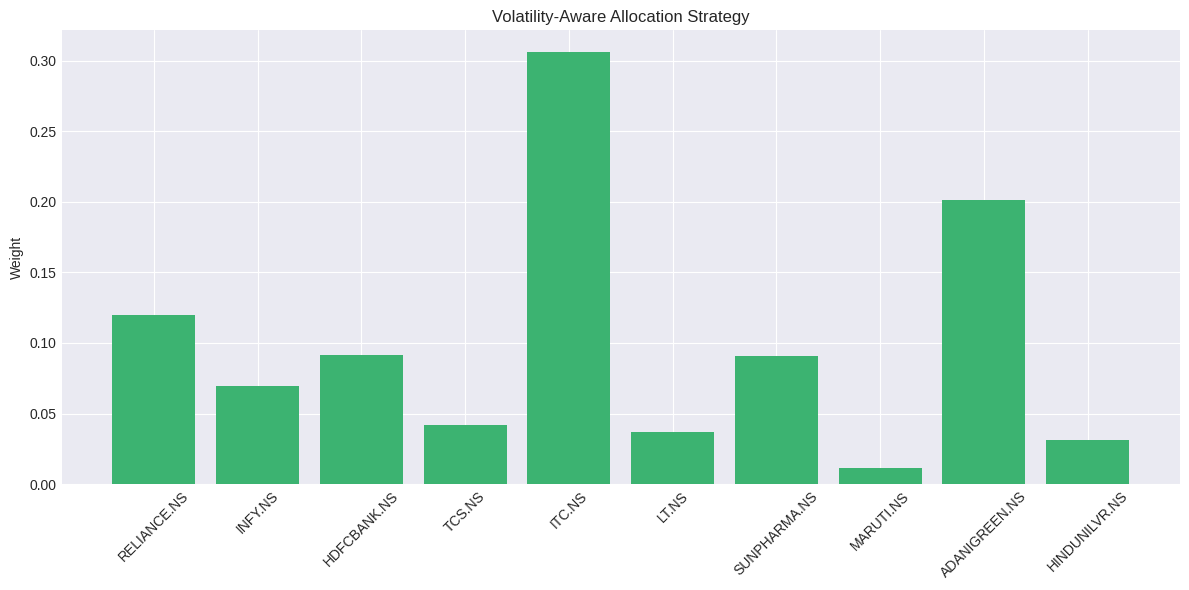 Volatility-Aware Allocation Strategy
Weight
0.30
0.25
0.20
0.15
0.10
0.05
0.00
RELIANCE.NS
INFY.NS
HDFCBANK.NS
TCS.NS
ITC.NS
LT.NS
SUNPHARMA.NS
MARUTI.NS
ADANIGREEN.NS
HINDUNILVR.NS